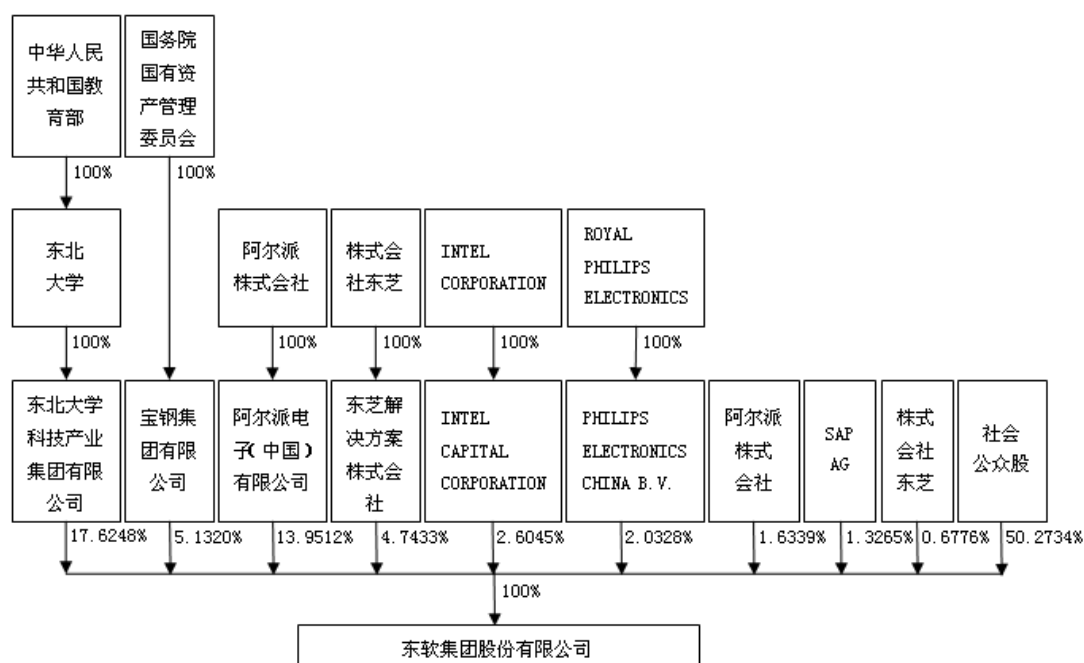 中华人民
共和国教
育部
国务院
国有资
产管理
委员会
100%
100%
东北
大学
阿尔派
株式会社
株式会
社东芝
INTEL
CORPORATION
ROYAL
PHILIPS
ELECTRONICS
100%
100%
100%
100%
100%
东北大学
科技产业
集团有限
公司
宝钢集
团有限
公司
阿尔派电
子(中国)
有限公司
东芝解
决方案
株式会
社
INTEL
CAPITAL
CORPORATION
PHILIPS
ELECTRONICS
CHINA B.V.
阿尔派
株式
会社
SAP
AG
株式
会社
东芝
社会
公众股
17.6248%
5.1320%
13.9512%
4.7433%
2.6045%
2.0328%
1.6339%
1.3265%
0.6776%
50.2734%
100%
东软集团股份有限公司